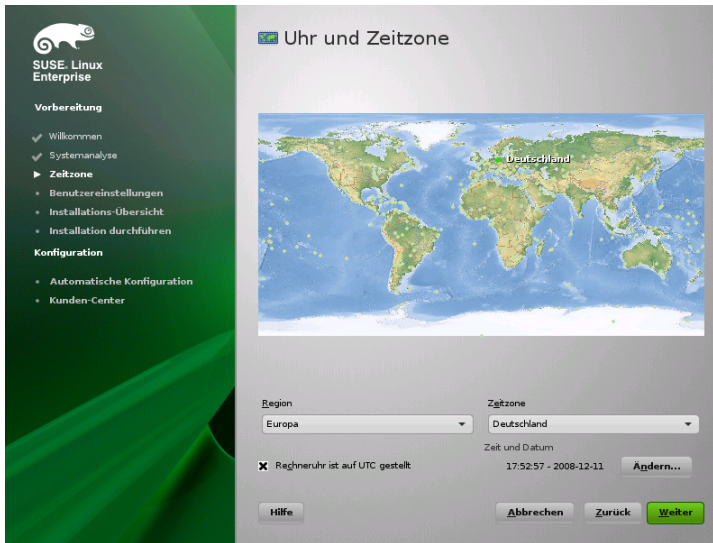 SUSE. Linux
Enterprise
Vorbereitung
Willkommen
Systemanalyse
Zeitzone
Benutzereinstellungen
Installations-Übersicht
Installation durchführen
Konfiguration
Automatische Konfiguration
Kunden-Center
Uhr und Zeitzone
Deutschland
Region
Zeitzone
Europa
Deutschland
Zeit und Datum
Rechneruhr ist auf UTC gestellt
17:52:57 - 2008-12-11
Ändern...
Hilfe
Abbrechen
Zurück
Weiter